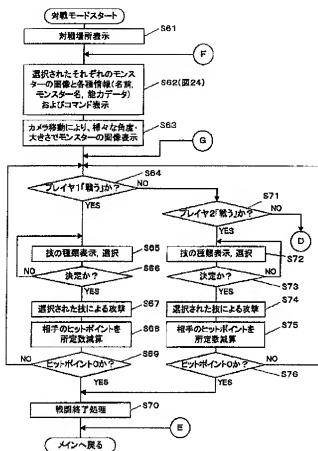 対戦モードスタート
対戦場所表示
S61
F
選択されたそれぞれのモンス
ターの画像と各種情報(名前,
モンスター名, 能力データ)
およびコマンド表示
S62(図24)
カメラ移動により、様々な角度・
大きさでモンスターの画像表示
S63
G
S64
プレイヤ1「戦う」か?
NO
YES
S71
プレイヤ2「戦う」か?
NO
YES
D
技の種類表示, 選択
S65
技の種類表示, 選択
S72
決定か?
S66
NO
YES
決定か?
S73
NO
YES
選択された技による攻撃
S67
選択された技による攻撃
S74
相手のヒットポイントを
所定数減算
S68
相手のヒットポイントを
所定数減算
S75
ヒットポイント0か?
S69
NO
YES
ヒットポイント0か?
S76
NO
YES
戦闘終了処理
S70
E
メインへ戻る